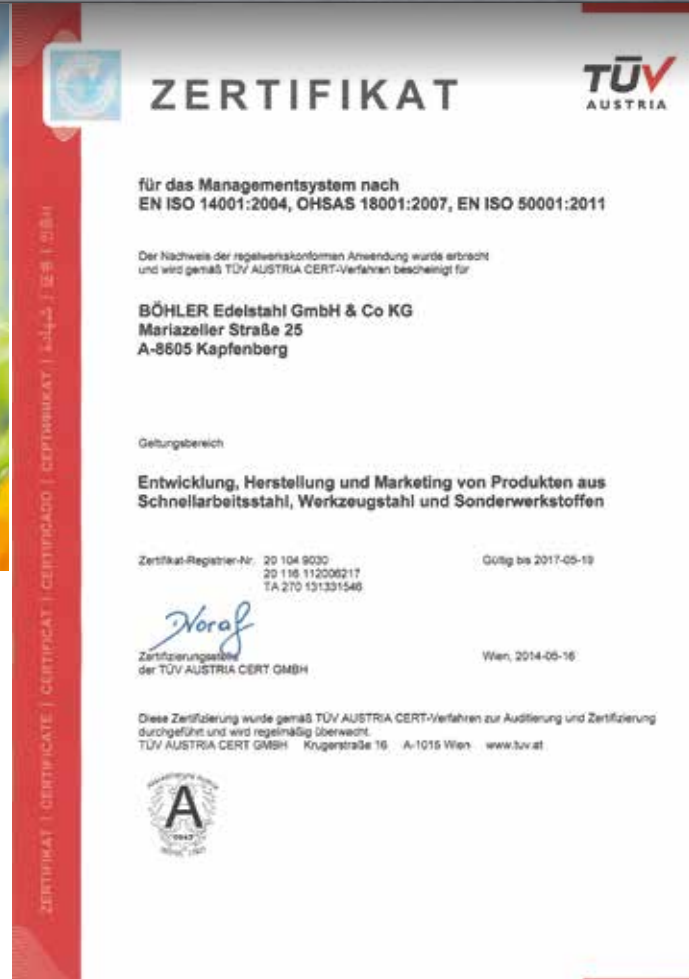 ZERTIFIKAT
TÜV
AUSTRIA
für das Managementsystem nach
EN ISO 14001:2004, OHSAS 18001:2007, EN ISO 50001:2011
Der Nachweis der regelwerkskonformen Anwendung wurde erbracht
und wird gemäß TÜV AUSTRIA CERT-Verfahren bescheinigt für
BÖHLER Edelstahl GmbH & Co KG
Mariazeller Straße 25
A-8605 Kapfenberg
Geltungsbereich
Entwicklung, Herstellung und Marketing von Produkten aus
Schnellarbeitsstahl, Werkzeugstahl und Sonderwerkstoffen
Zertifikat-Registrier-Nr. 20 104 9030
20 116 112006217
TA 270 131331546
Gültig bis 2017-05-19
Zertifizierungsstelle
der TÜV AUSTRIA CERT GMBH
Wien, 2014-05-16
Diese Zertifizierung wurde gemäß TÜV AUSTRIA CERT-Verfahren zur Auditierung und Zertifizierung
durchgeführt und wird regelmäßig überwacht.
TÜV AUSTRIA CERT GMBH Krugerstraße 16 A-1015 Wien www.tuv.at
A
ZERTIFIKAT | CERTIFICATE | CERTIFICAT | CERTIFICADO | СЕРТИФИКАТ | شهادة